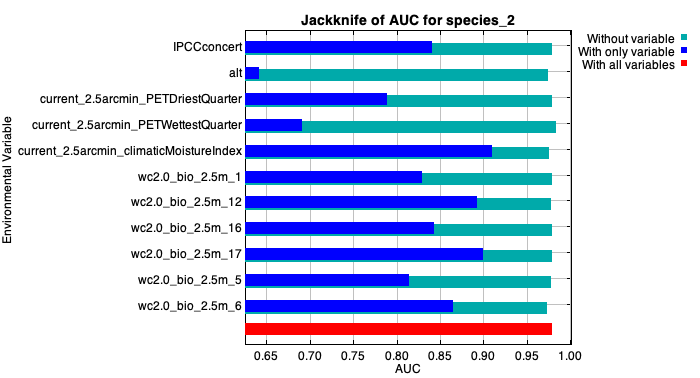 Jackknife of AUC for species_2
Without variable
With only variable
With all variables
Environmental Variable
IPCCconcert
alt
current_2.5arcmin_PETDriestQuarter
current_2.5arcmin_PETWettestQuarter
current_2.5arcmin_climaticMoistureIndex
wc2.0_bio_2.5m_1
wc2.0_bio_2.5m_12
wc2.0_bio_2.5m_16
wc2.0_bio_2.5m_17
wc2.0_bio_2.5m_5
wc2.0_bio_2.5m_6
0.65 0.70 0.75 0.80 0.85 0.90 0.95 1.00
AUC